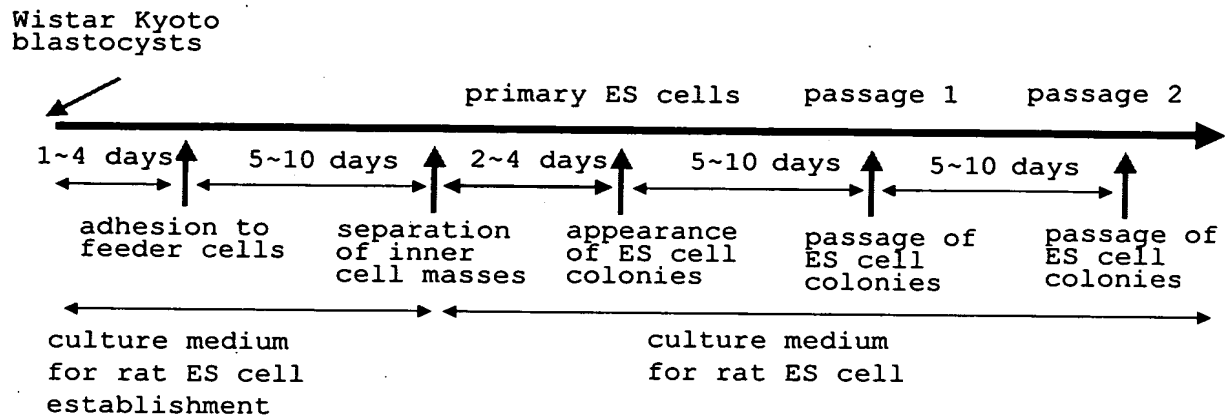 Wistar Kyoto
blastocysts
primary ES cells
passage 1
passage 2
1~4 days
5~10 days
2~4 days
5~10 days
5~10 days
adhesion to
feeder cells
separation
of inner
cell masses
appearance
of ES cell
colonies
passage of
ES cell
colonies
passage of
ES cell
colonies
culture medium
for rat ES cell
establishment
culture medium
for rat ES cell